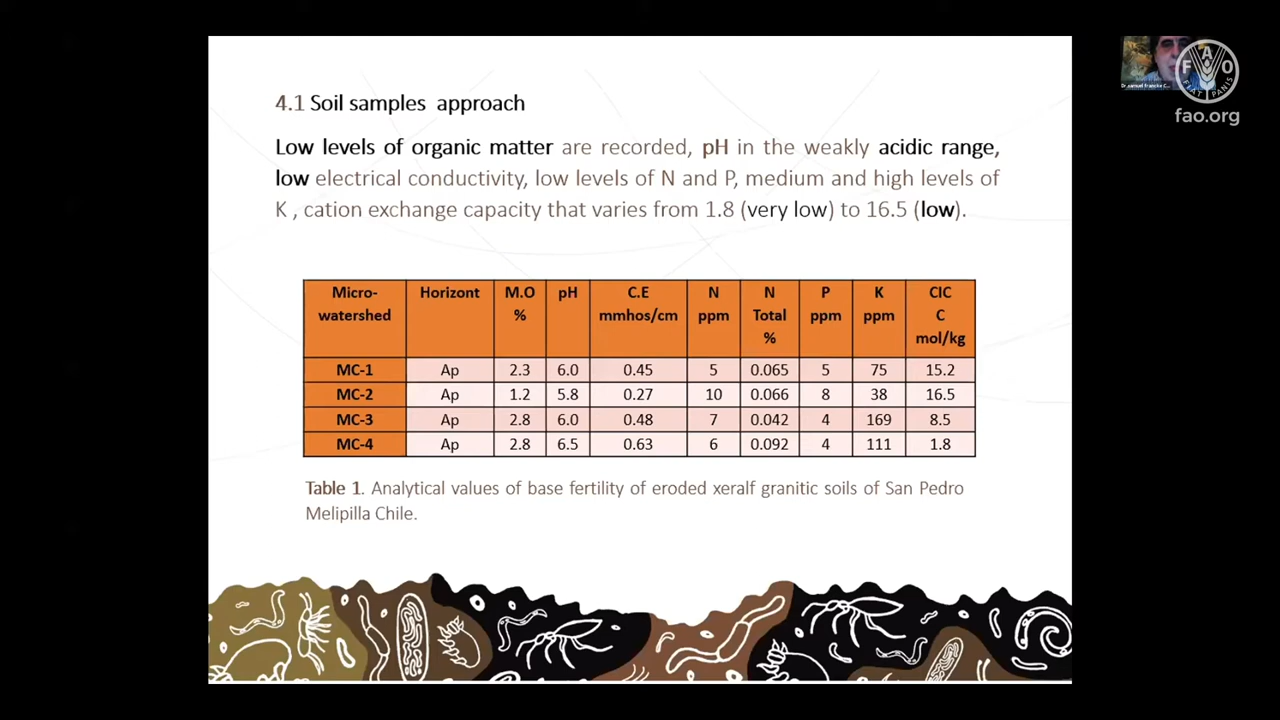 4.1 Soil samples approach
Low levels of organic matter are recorded, pH in the weakly acidic range,
low electrical conductivity, low levels of N and P, medium and high levels of
K , cation exchange capacity that varies from 1.8 (very low) to 16.5 (low).
Micro-watershed Horizont M.O % pH C.E mmhos/cm N ppm N Total % P ppm K ppm CIC C mol/kg
MC-1 Ap 2.3 6.0 0.45 5 0.065 5 75 15.2
MC-2 Ap 1.2 5.8 0.27 10 0.066 8 38 16.5
MC-3 Ap 2.8 6.0 0.48 7 0.042 4 169 8.5
MC-4 Ap 2.8 6.5 0.63 6 0.092 4 111 1.8
Table 1. Analytical values of base fertility of eroded xeralf granitic soils of San Pedro
Melipilla Chile.
F A O
FIAT PANIS
fao.org